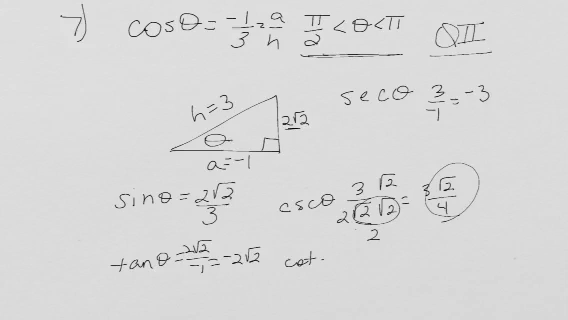 7) cosθ = -1/3 = a/h π/2 < θ < π QII
secθ 3/-1 = -3
h = 3
2√2
θ
a = -1
sinθ = 2√2/3 cscθ 3 √2/2√2 √2 = 3√2/4
2
tanθ = 2√2/-1 = -2√2 cot.